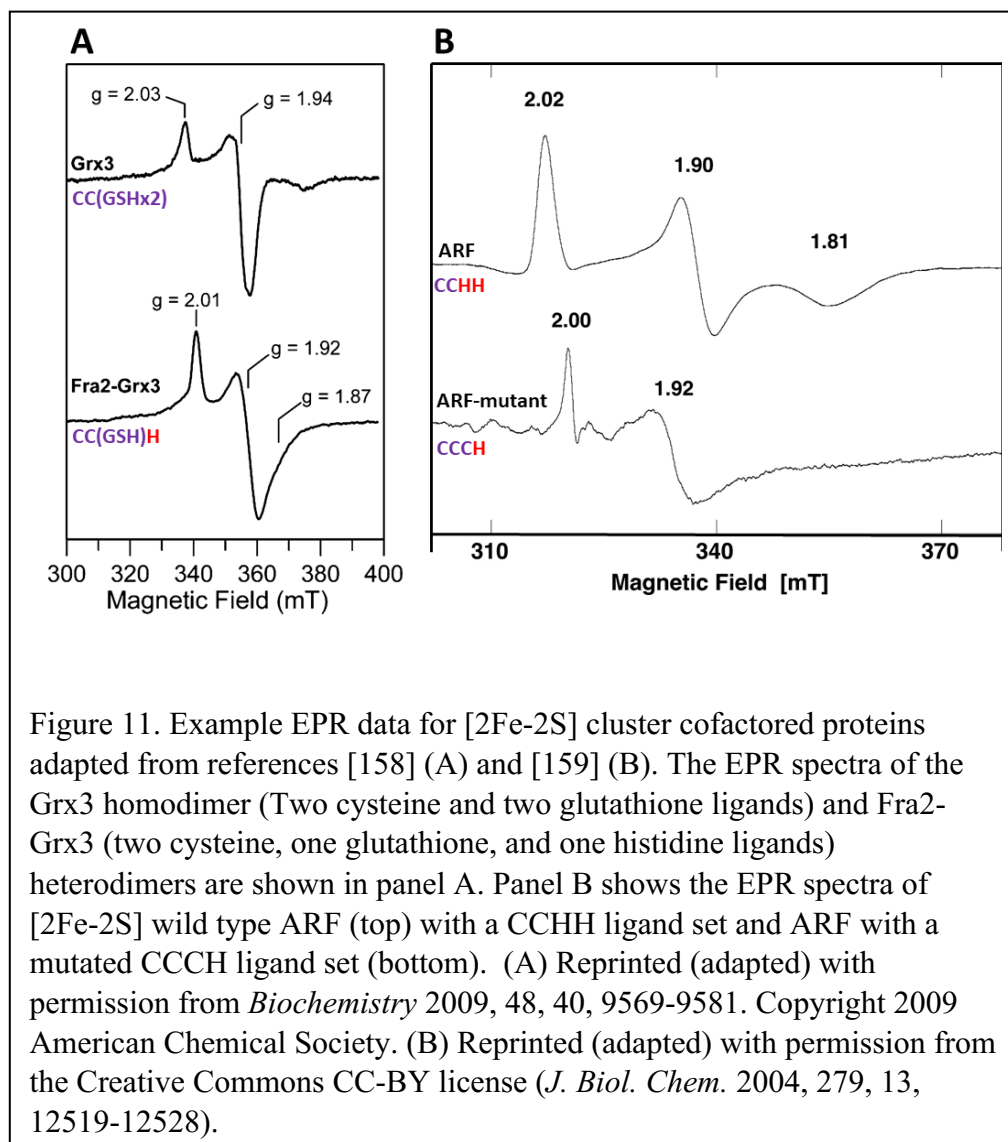 A
g = 2.03
g = 1.94
Grx3
CC(GSHx2)
g = 2.01
g = 1.92
g = 1.87
Fra2-Grx3
CC(GSH)H
300 320 340 360 380 400
Magnetic Field (mT)
B
2.02
1.90
1.81
ARF
CCHH
2.00
1.92
ARF-mutant
CCCH
310 340 370
Magnetic Field [mT]
Figure 11. Example EPR data for [2Fe-2S] cluster cofactored proteins
adapted from references [158] (A) and [159] (B). The EPR spectra of the
Grx3 homodimer (Two cysteine and two glutathione ligands) and Fra2-
Grx3 (two cysteine, one glutathione, and one histidine ligands)
heterodimers are shown in panel A. Panel B shows the EPR spectra of
[2Fe-2S] wild type ARF (top) with a CCHH ligand set and ARF with a
mutated CCCH ligand set (bottom). (A) Reprinted (adapted) with
permission from Biochemistry 2009, 48, 40, 9569-9581. Copyright 2009
American Chemical Society. (B) Reprinted (adapted) with permission from
the Creative Commons CC-BY license (J. Biol. Chem. 2004, 279, 13,
12519-12528).